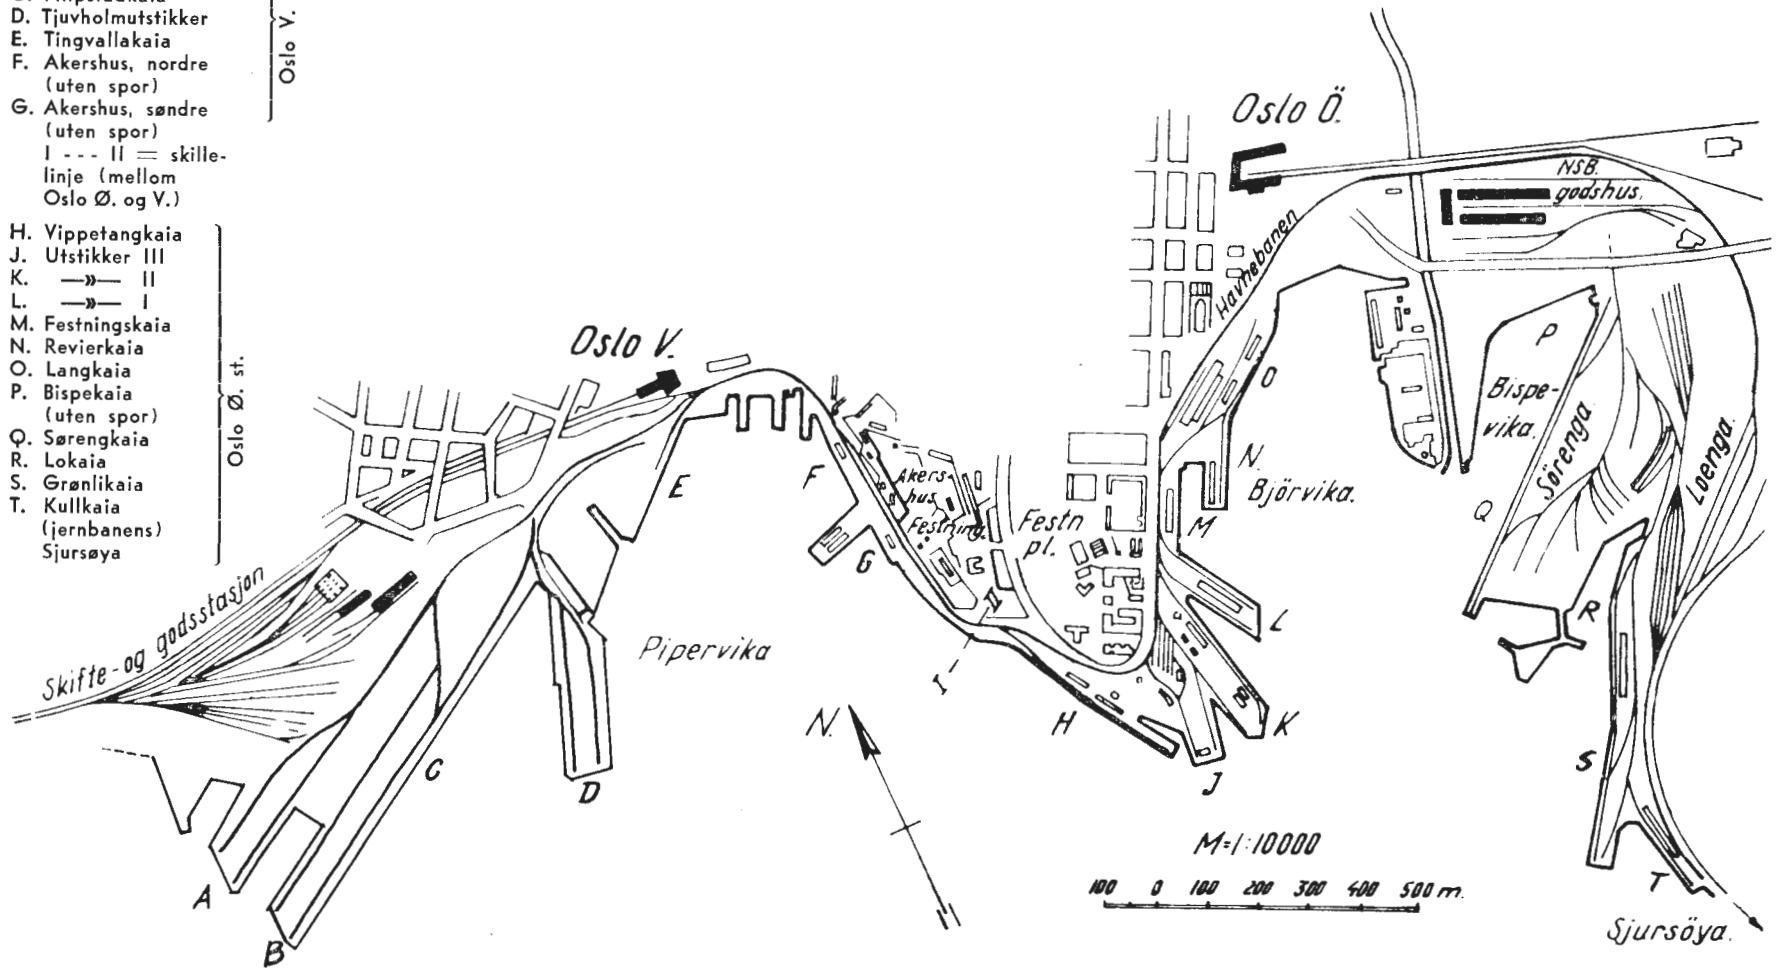 D. Tjuvholmutstikker
E. Tingvallakaia
F. Akershus, nordre
(uten spor)
G. Akershus, søndre
(uten spor)
I --- II = skille-
linje (mellom
Oslo Ø. og V.)
Oslo V.
H. Vippetangkaia
J. Utstikker III
K. —»— II
L. —»— I
M. Festningskaia
N. Revierkaia
O. Langkaia
P. Bispekaia
(uten spor)
Q. Sørengkaia
R. Lokaia
S. Grønlikaia
T. Kullkaia
(jernbanens)
Sjursøya
Oslo Ø. st.
Oslo Ö.
NSB.
godshus.
Havnebanen
Oslo V.
O
P
Bispe-
vika.
E
F
Akers-
hus
Festning.
Festn
pl.
N
Björvika.
M
Q
Sörenga.
Loenga.
G
Skifte- og godsstasjon
Pipervika
II
I
L
R
N.
H
K
J
C
D
S
A
B
M=1:10000
100 0 100 200 300 400 500 m.
T
Sjursöya.